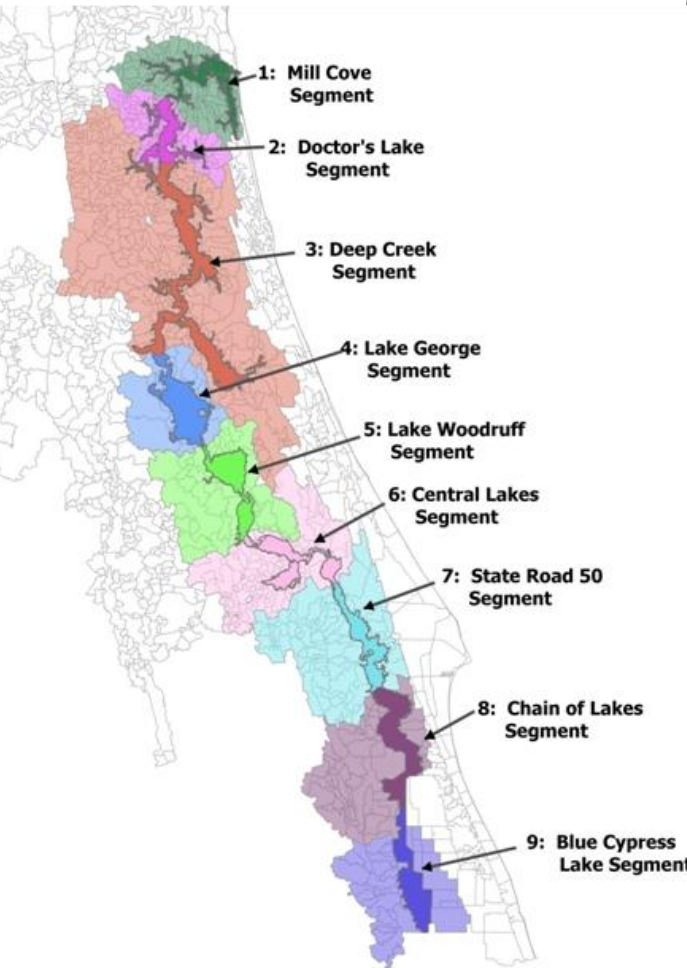 1: Mill Cove
Segment
2: Doctor's Lake
Segment
3: Deep Creek
Segment
4: Lake George
Segment
5: Lake Woodruff
Segment
6: Central Lakes
Segment
7: State Road 50
Segment
8: Chain of Lakes
Segment
9: Blue Cypress
Lake Segment